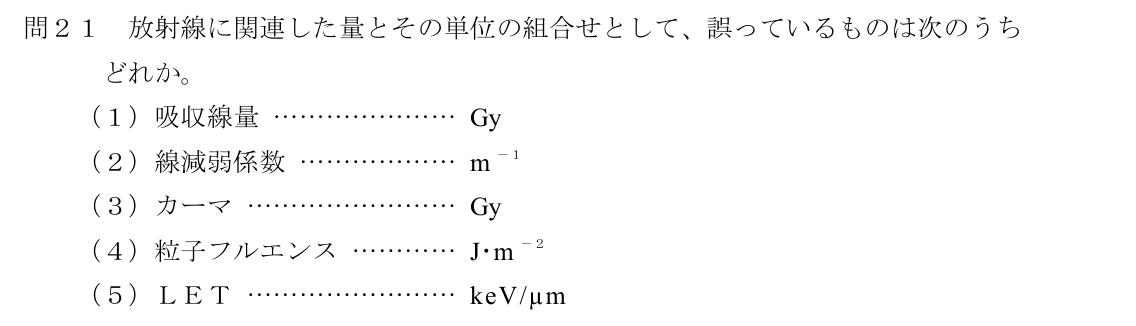 問２１　放射線に関連した量とその単位の組合せとして、誤っているものは次のうち
どれか。
（１）吸収線量 ………………… Gy
（２）線減弱係数 ……………… m⁻¹
（３）カーマ …………………… Gy
（４）粒子フルエンス ………… J･m⁻²
（５）ＬＥＴ …………………… keV/μm